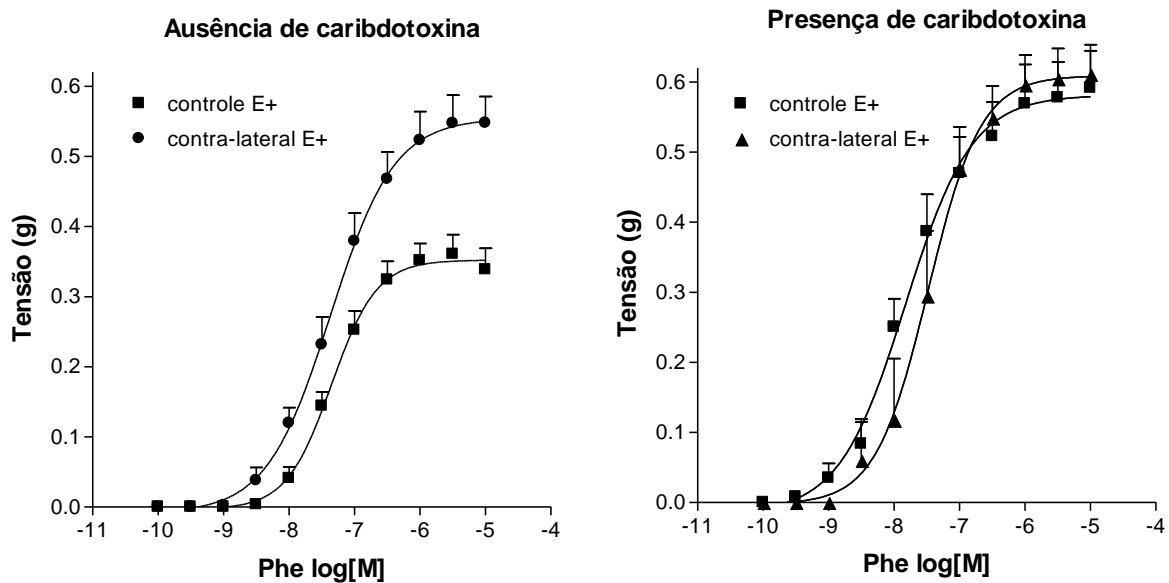 Ausência de caribdotoxina
controle E+
contra-lateral E+
Tensão (g)
0.6
0.5
0.4
0.3
0.2
0.1
0.0
-11 -10 -9 -8 -7 -6 -5 -4
Phe log[M]
Presença de caribdotoxina
controle E+
contra-lateral E+
Tensão (g)
0.6
0.5
0.4
0.3
0.2
0.1
0.0
-11 -10 -9 -8 -7 -6 -5 -4
Phe log[M]